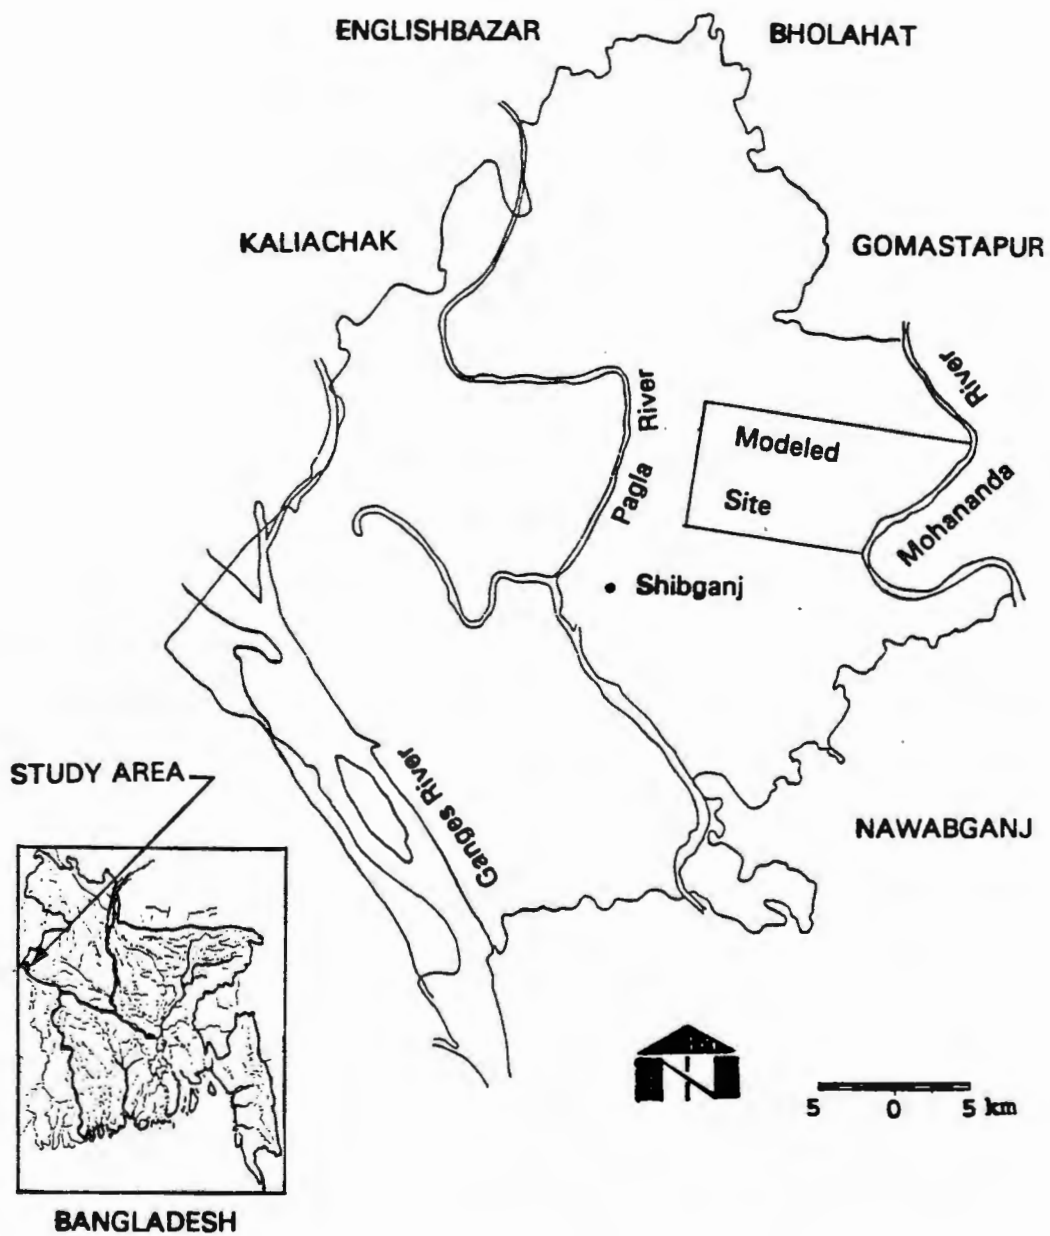 ENGLISHBAZAR
BHOLAHAT
KALIACHAK
GOMASTAPUR
River
Mohananda
Pagla River
Modeled
Site
Shibganj
STUDY AREA
Ganges River
NAWABGANJ
N
5 0 5 km
BANGLADESH